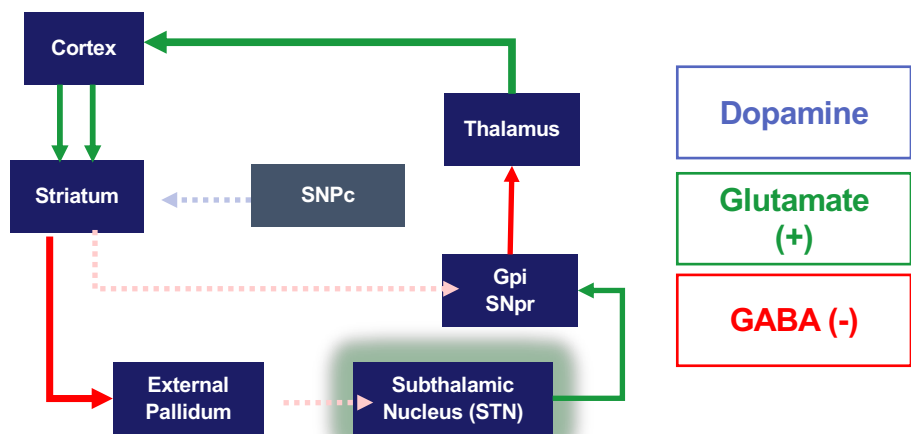 Cortex
Thalamus
Striatum
SNPc
Gpi
SNpr
External
Pallidum
Subthalamic
Nucleus (STN)
Dopamine
Glutamate
(+)
GABA (-)